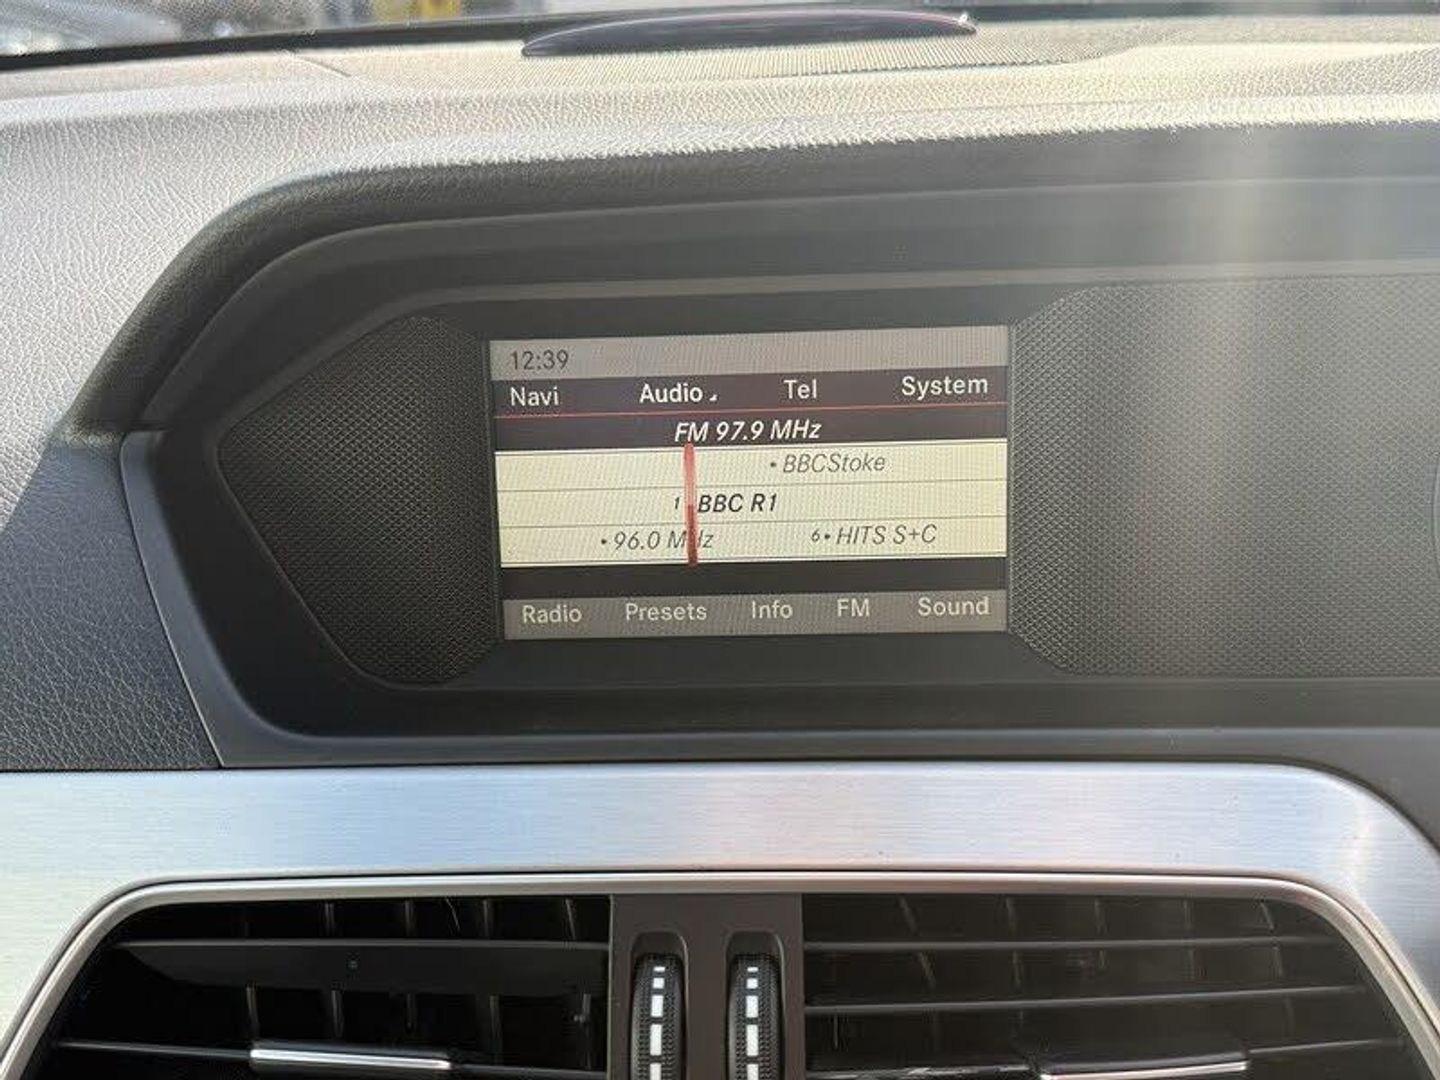 12:39
Navi Audio Tel System
FM 97.9 MHz
• BBCStoke
1 BBC R1
• 96.0 MHz 6• HITS S+C
Radio Presets Info FM Sound